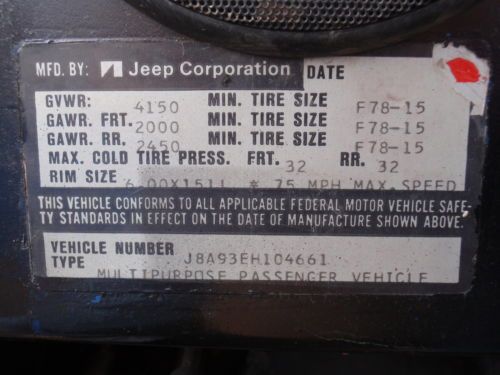 MFD. BY: Jeep Corporation DATE
GVWR: 4150 MIN. TIRE SIZE F78-15
GAWR. FRT. 2000 MIN. TIRE SIZE F78-15
GAWR. RR. 2450 MIN. TIRE SIZE F78-15
MAX. COLD TIRE PRESS. FRT. 32 RR. 32
RIM SIZE 6.00X15LL * 75 MPH MAX.SPEED
THIS VEHICLE CONFORMS TO ALL APPLICABLE FEDERAL MOTOR VEHICLE SAFE-
TY STANDARDS IN EFFECT ON THE DATE OF MANUFACTURE SHOWN ABOVE.
VEHICLE NUMBER J8A93EH104661
TYPE MULTIPURPOSE PASSENGER VEHICLE